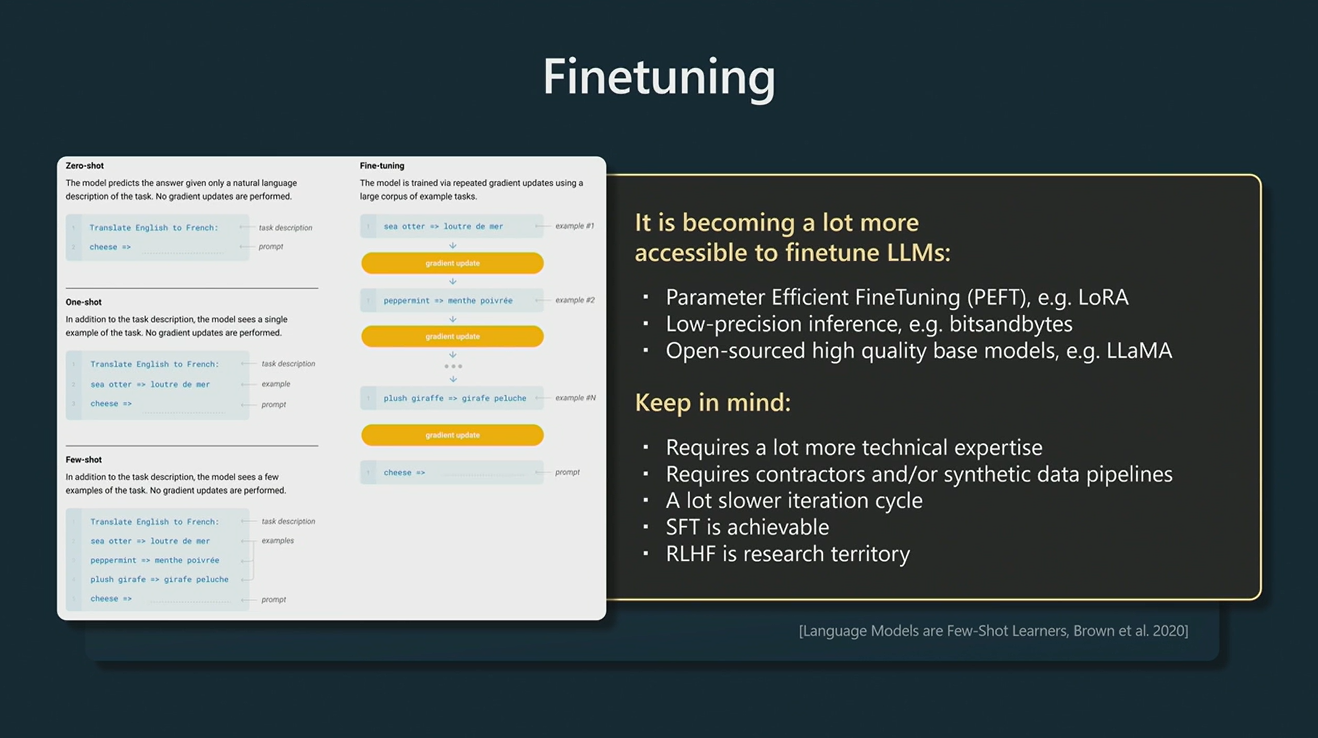 Finetuning
Zero-shot
The model predicts the answer given only a natural language
description of the task. No gradient updates are performed.
1 Translate English to French: task description
2 cheese => prompt
One-shot
In addition to the task description, the model sees a single
example of the task. No gradient updates are performed.
1 Translate English to French: task description
2 sea otter => loutre de mer example
3 cheese => prompt
Few-shot
In addition to the task description, the model sees a few
examples of the task. No gradient updates are performed.
Translate English to French: task description
sea otter => loutre de mer examples
peppermint => menthe poivrée
plush girafe => girafe peluche
cheese => prompt
Fine-tuning
The model is trained via repeated gradient updates using a
large corpus of example tasks.
1 sea otter => loutre de mer example #1
gradient update
1 peppermint => menthe poivrée example #2
gradient update
1 plush giraffe => girafe peluche example #N
gradient update
cheese => prompt
It is becoming a lot more
accessible to finetune LLMs:
▪ Parameter Efficient FineTuning (PEFT), e.g. LoRA
▪ Low-precision inference, e.g. bitsandbytes
▪ Open-sourced high quality base models, e.g. LLaMA
Keep in mind:
▪ Requires a lot more technical expertise
▪ Requires contractors and/or synthetic data pipelines
▪ A lot slower iteration cycle
▪ SFT is achievable
▪ RLHF is research territory
[Language Models are Few-Shot Learners, Brown et al. 2020]